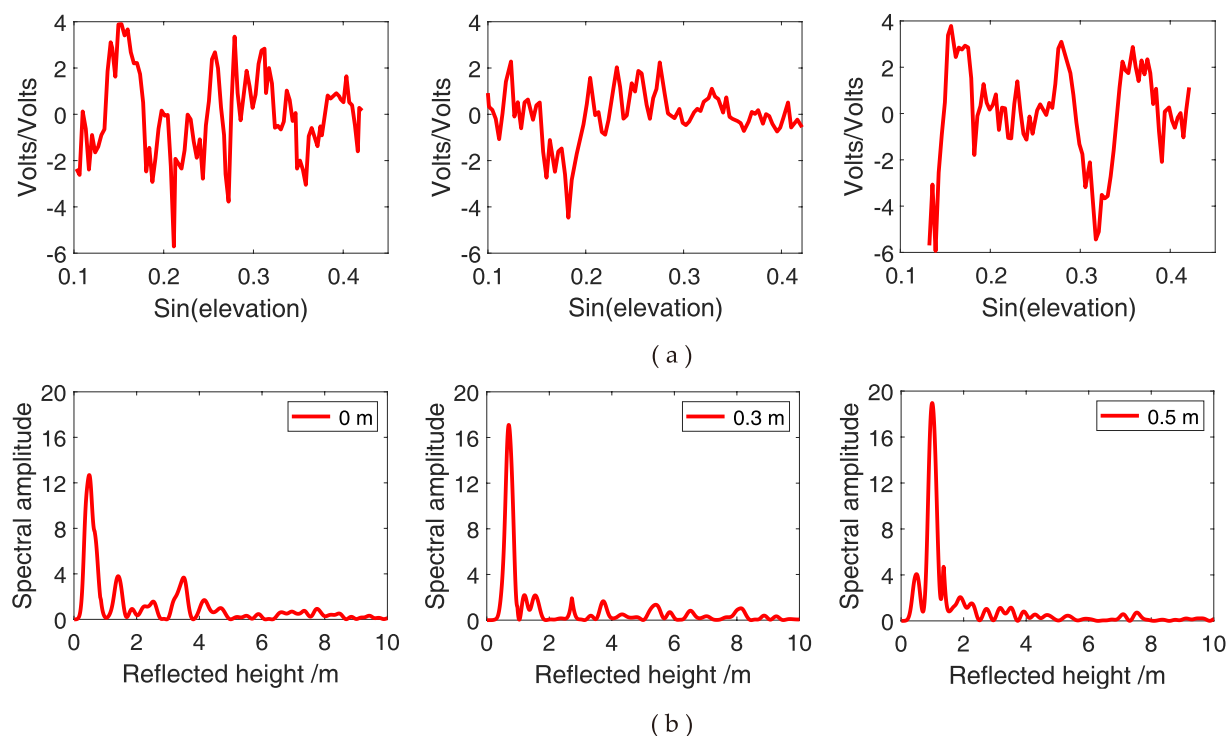 4
2
0
-2
-4
-6
Volts/Volts
0.1 0.2 0.3 0.4
Sin(elevation)
4
2
0
-2
-4
-6
Volts/Volts
0.1 0.2 0.3 0.4
Sin(elevation)
4
2
0
-2
-4
-6
Volts/Volts
0.1 0.2 0.3 0.4
Sin(elevation)
( a )
20
16
12
8
4
0
Spectral amplitude
0 m
0 2 4 6 8 10
Reflected height /m
20
16
12
8
4
0
Spectral amplitude
0.3 m
0 2 4 6 8 10
Reflected height /m
20
16
12
8
4
0
Spectral amplitude
0.5 m
0 2 4 6 8 10
Reflected height /m
( b )